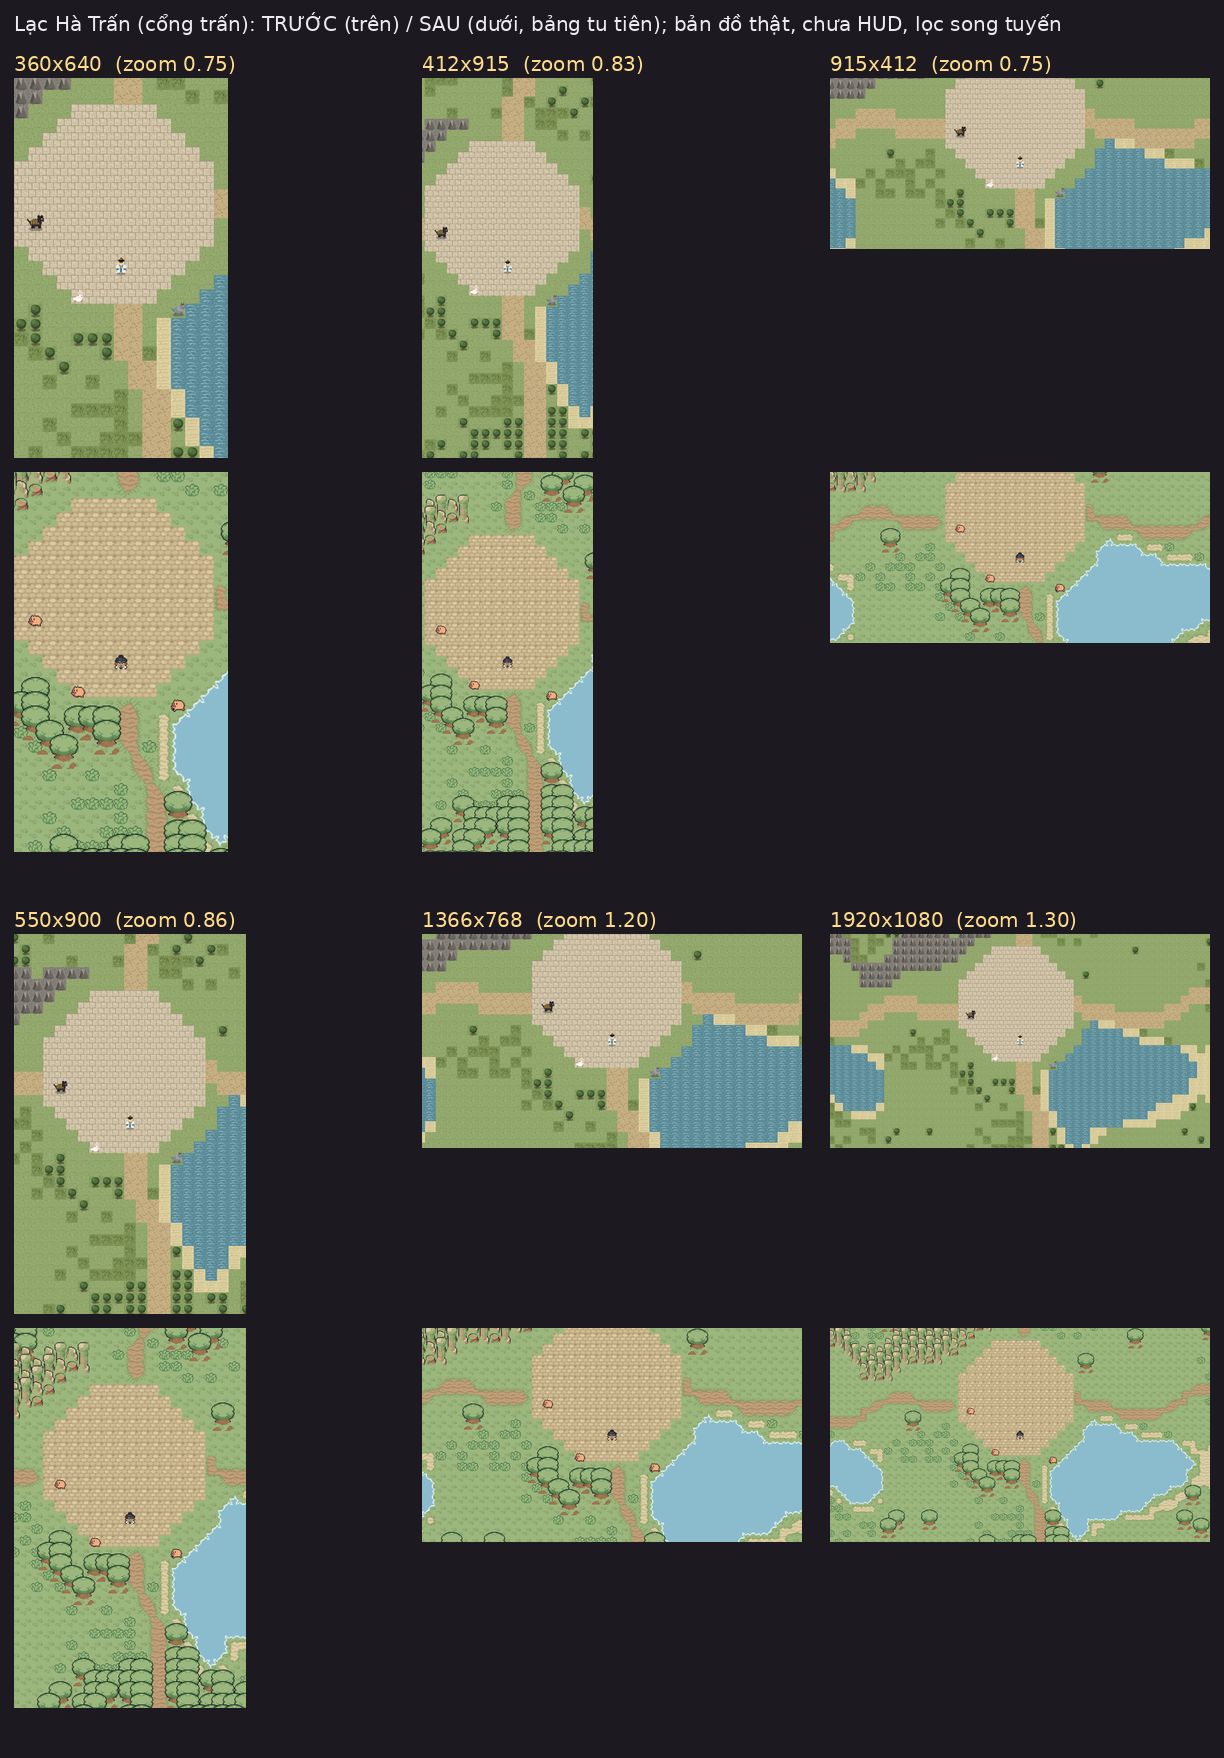 Lạc Hà Trấn (cổng trấn): TRƯỚC (trên) / SAU (dưới, bảng tu tiên); bản đồ thật, chưa HUD, lọc song tuyến
360x640 (zoom 0.75)
412x915 (zoom 0.83)
915x412 (zoom 0.75)
550x900 (zoom 0.86)
1366x768 (zoom 1.20)
1920x1080 (zoom 1.30)